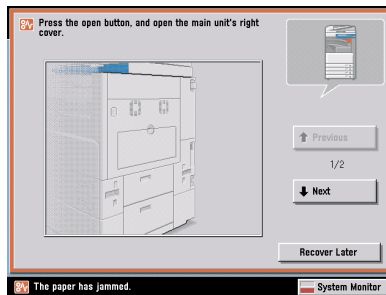 Press the open button, and open the main unit's right
cover.
Previous
1/2
Next
Recover Later
The paper has jammed.
System Monitor